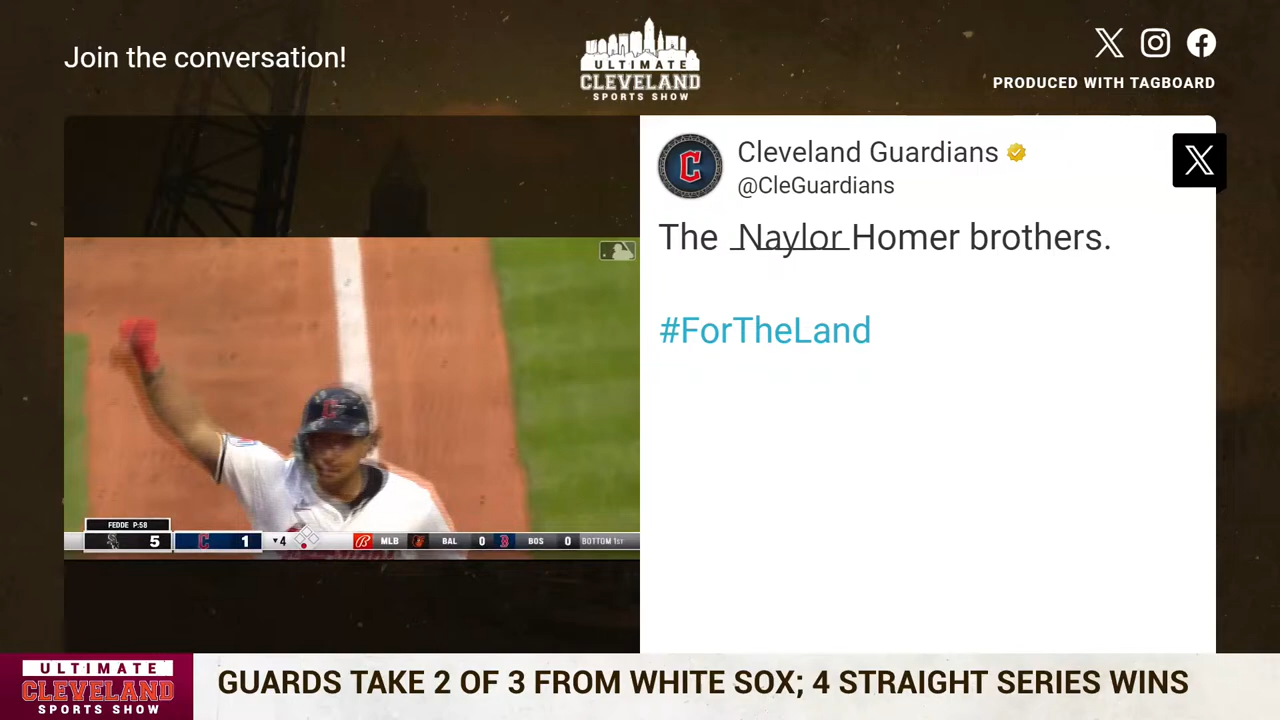 Join the conversation!
ULTIMATE
CLEVELAND
SPORTS SHOW
PRODUCED WITH TAGBOARD
Cleveland Guardians
@CleGuardians
The _Naylor_ Homer brothers.
#ForTheLand
FEDDE P:58
5 C 1 ▼4 MLB BAL 0 B BOS 0 BOTTOM 1ST
ULTIMATE
CLEVELAND
SPORTS SHOW
GUARDS TAKE 2 OF 3 FROM WHITE SOX; 4 STRAIGHT SERIES WINS